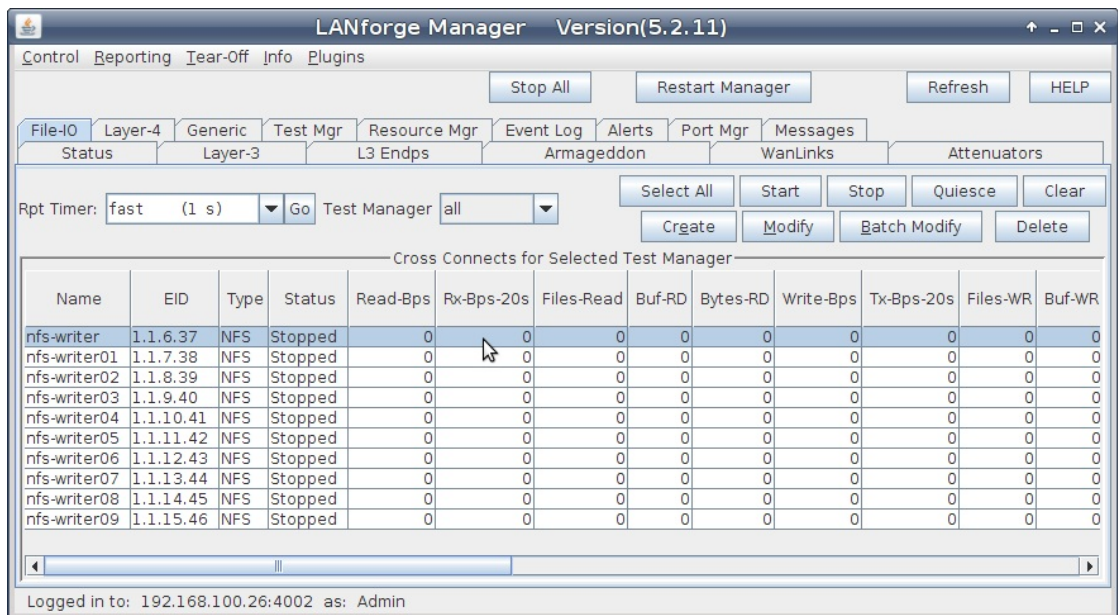 LANforge Manager    Version(5.2.11)
Control Reporting Tear-Off Info Plugins
Stop All Restart Manager Refresh HELP
File-IO Layer-4 Generic Test Mgr Resource Mgr Event Log Alerts Port Mgr Messages
Status Layer-3 L3 Endps Armageddon WanLinks Attenuators
Select All Start Stop Quiesce Clear
Rpt Timer: fast (1 s) Go Test Manager all
Create Modify Batch Modify Delete
Cross Connects for Selected Test Manager
Name EID Type Status Read-Bps Rx-Bps-20s Files-Read Buf-RD Bytes-RD Write-Bps Tx-Bps-20s Files-WR Buf-WR
nfs-writer 1.1.6.37 NFS Stopped 0 0 0 0 0 0 0 0 0
nfs-writer01 1.1.7.38 NFS Stopped 0 0 0 0 0 0 0 0 0
nfs-writer02 1.1.8.39 NFS Stopped 0 0 0 0 0 0 0 0 0
nfs-writer03 1.1.9.40 NFS Stopped 0 0 0 0 0 0 0 0 0
nfs-writer04 1.1.10.41 NFS Stopped 0 0 0 0 0 0 0 0 0
nfs-writer05 1.1.11.42 NFS Stopped 0 0 0 0 0 0 0 0 0
nfs-writer06 1.1.12.43 NFS Stopped 0 0 0 0 0 0 0 0 0
nfs-writer07 1.1.13.44 NFS Stopped 0 0 0 0 0 0 0 0 0
nfs-writer08 1.1.14.45 NFS Stopped 0 0 0 0 0 0 0 0 0
nfs-writer09 1.1.15.46 NFS Stopped 0 0 0 0 0 0 0 0 0
Logged in to: 192.168.100.26:4002 as: Admin